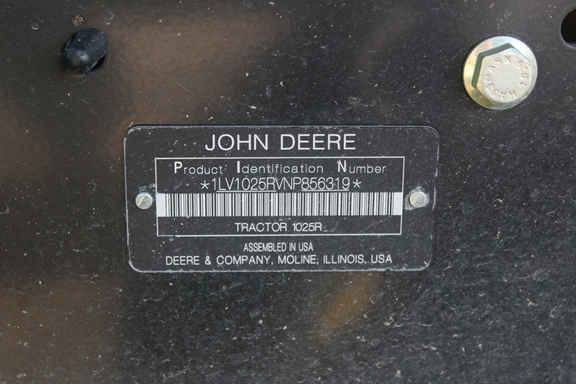 JOHN DEERE
Product Identification Number
*1LV1025RVNP856319*
TRACTOR 1025R
ASSEMBLED IN USA
DEERE & COMPANY, MOLINE, ILLINOIS, USA